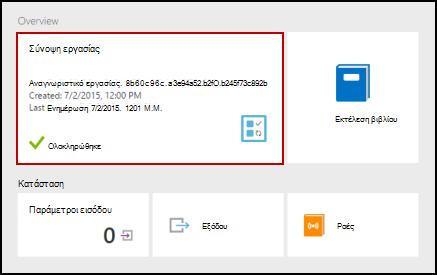 Overview
Σύνοψη εργασίας
Αναγνωριστικό εργασίας. 8b60c96c.a3e94a52.b2f0.b245f73c892b
Created: 7/2/2015, 12:00 PM
Last Ενημέρωση 7/2/2015. 1201 Μ.Μ.
Ολοκληρώθηκε
Εκτέλεση βιβλίου
Κατάσταση
Παράμετροι εισόδου
0
Εξόδου
Ροές